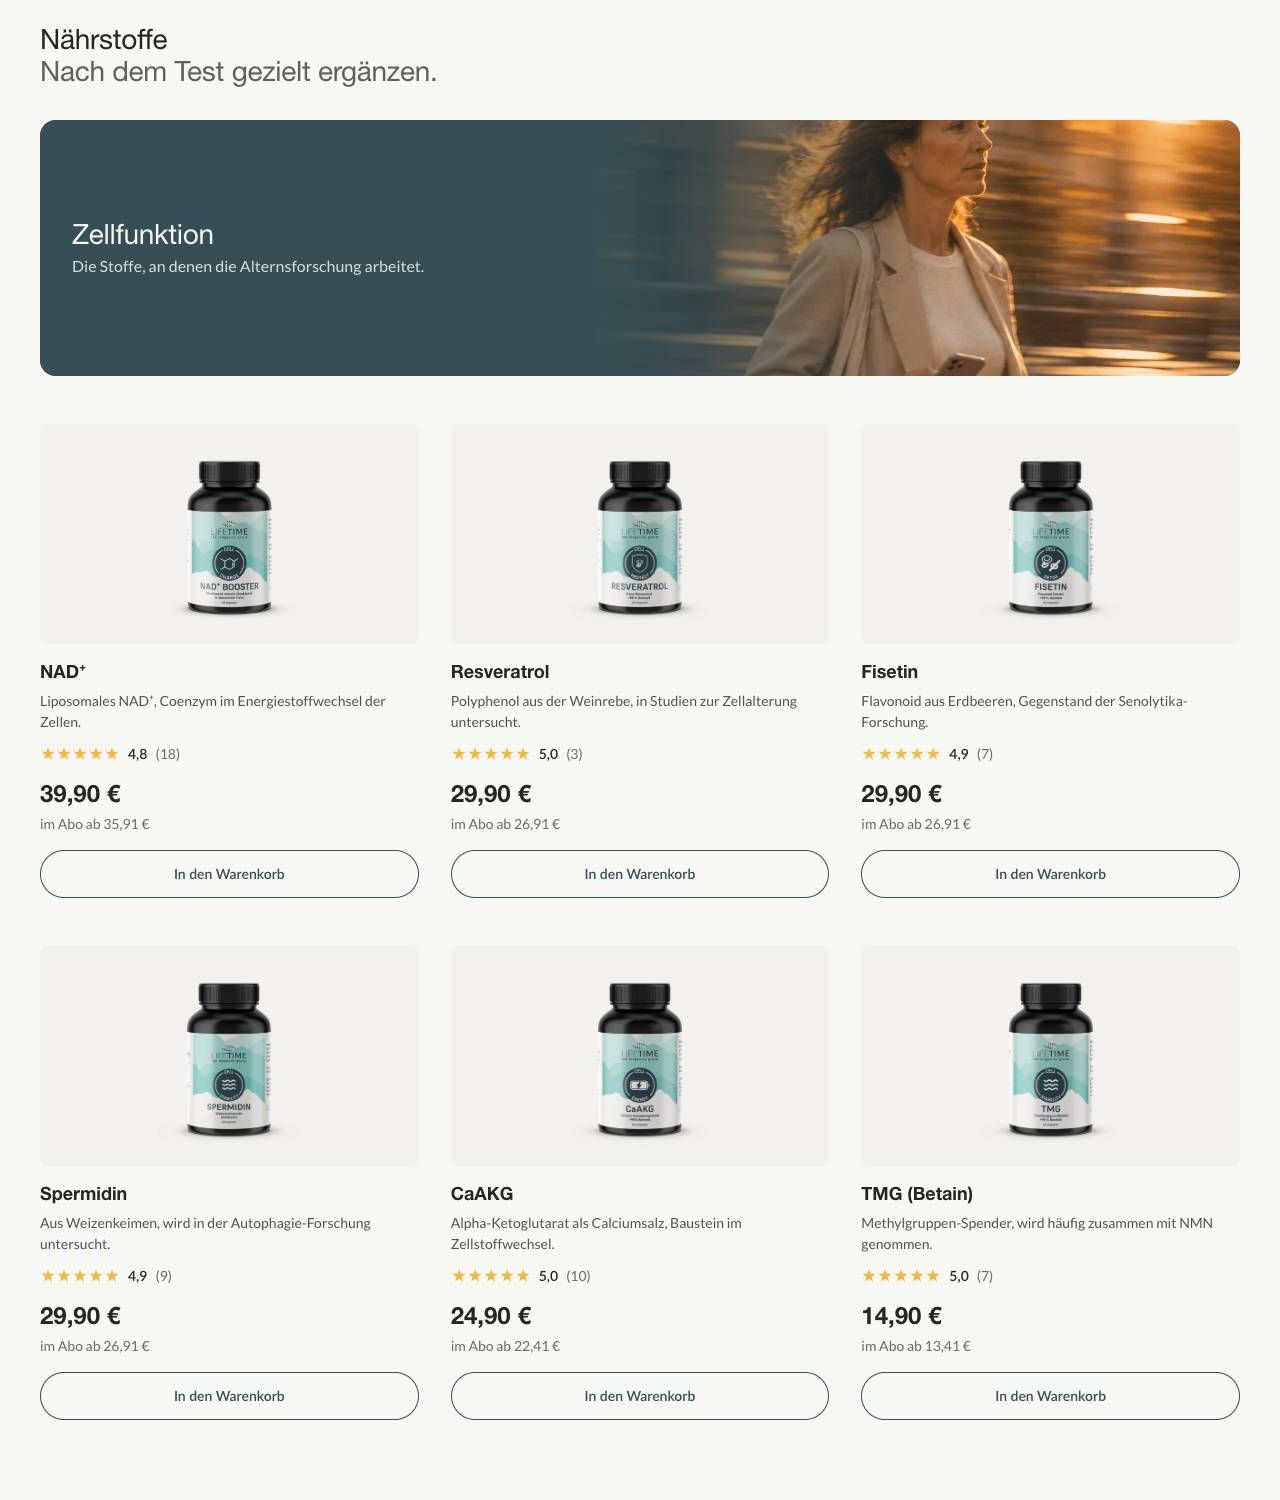 Nährstoffe
Nach dem Test gezielt ergänzen.
Zellfunktion
Die Stoffe, an denen die Alternsforschung arbeitet.
LIFETIME
CELL
NAD⁺ BOOSTER
LIFETIME
CELL
RESVERATROL
LIFETIME
CELL
FISETIN
NAD⁺
Liposomales NAD⁺, Coenzym im Energiestoffwechsel der
Zellen.
4,8 (18)
39,90 €
im Abo ab 35,91 €
In den Warenkorb
Resveratrol
Polyphenol aus der Weinrebe, in Studien zur Zellalterung
untersucht.
5,0 (3)
29,90 €
im Abo ab 26,91 €
In den Warenkorb
Fisetin
Flavonoid aus Erdbeeren, Gegenstand der Senolytika-
Forschung.
4,9 (7)
29,90 €
im Abo ab 26,91 €
In den Warenkorb
LIFETIME
CELL
SPERMIDIN
LIFETIME
CELL
CaAKG
LIFETIME
CELL
TMG
Spermidin
Aus Weizenkeimen, wird in der Autophagie-Forschung
untersucht.
4,9 (9)
29,90 €
im Abo ab 26,91 €
In den Warenkorb
CaAKG
Alpha-Ketoglutarat als Calciumsalz, Baustein im
Zellstoffwechsel.
5,0 (10)
24,90 €
im Abo ab 22,41 €
In den Warenkorb
TMG (Betain)
Methylgruppen-Spender, wird häufig zusammen mit NMN
genommen.
5,0 (7)
14,90 €
im Abo ab 13,41 €
In den Warenkorb